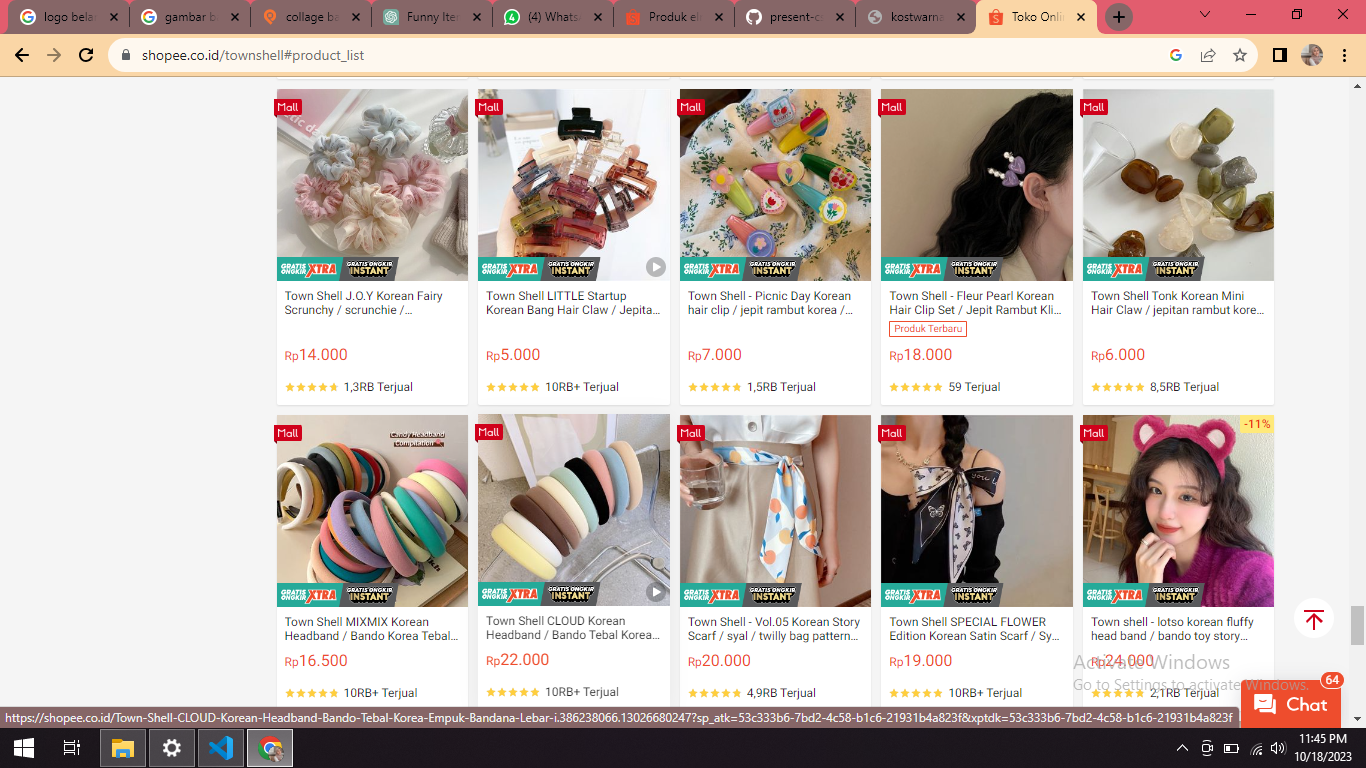 logo bela
gambar b
collage ba
Funny Iter
(4) Whats
Produk el
present-cs
kostwarna
Toko Onli
shopee.co.id/townshell#product_list
Mall
Mall
Mall
Mall
Mall
GRATIS ONGKIR XTRA GRATIS ONGKIR INSTANT
GRATIS ONGKIR XTRA GRATIS ONGKIR INSTANT
GRATIS ONGKIR XTRA GRATIS ONGKIR INSTANT
GRATIS ONGKIR XTRA GRATIS ONGKIR INSTANT
GRATIS ONGKIR XTRA GRATIS ONGKIR INSTANT
Town Shell J.O.Y Korean Fairy
Scrunchy / scrunchie /...
Rp14.000
1,3RB Terjual
Town Shell LITTLE Startup
Korean Bang Hair Claw / Jepita...
Rp5.000
10RB+ Terjual
Town Shell - Picnic Day Korean
hair clip / jepit rambut korea /...
Rp7.000
1,5RB Terjual
Town Shell - Fleur Pearl Korean
Hair Clip Set / Jepit Rambut Kli...
Produk Terbaru
Rp18.000
59 Terjual
Town Shell Tonk Korean Mini
Hair Claw / jepitan rambut kore...
Rp6.000
8,5RB Terjual
Mall
Candy Headband
Compilation
Mall
Mall
Mall
Mall
-11%
GRATIS ONGKIR XTRA GRATIS ONGKIR INSTANT
GRATIS ONGKIR XTRA GRATIS ONGKIR INSTANT
GRATIS ONGKIR XTRA GRATIS ONGKIR INSTANT
GRATIS ONGKIR XTRA GRATIS ONGKIR INSTANT
GRATIS ONGKIR XTRA GRATIS ONGKIR INSTANT
Town Shell MIXMIX Korean
Headband / Bando Korea Tebal...
Rp16.500
10RB+ Terjual
Town Shell CLOUD Korean
Headband / Bando Tebal Korea...
Rp22.000
10RB+ Terjual
Town Shell - Vol.05 Korean Story
Scarf / syal / twilly bag pattern...
Rp20.000
4,9RB Terjual
Town Shell SPECIAL FLOWER
Edition Korean Satin Scarf / Sy...
Rp19.000
10RB+ Terjual
Town shell - lotso korean fluffy
head band / bando toy story...
Rp24.000
2,1RB Terjual
Activate Windows
Go to Settings to activate Windows.
64
Chat
https://shopee.co.id/Town-Shell-CLOUD-Korean-Headband-Bando-Tebal-Korea-Empuk-Bandana-Lebar-i.386238066.13026680247?sp_atk=53c333b6-7bd2-4c58-b1c6-21931b4a823f&xptdk=53c333b6-7bd2-4c58-b1c6-21931b4a823f
11:45 PM
10/18/2023